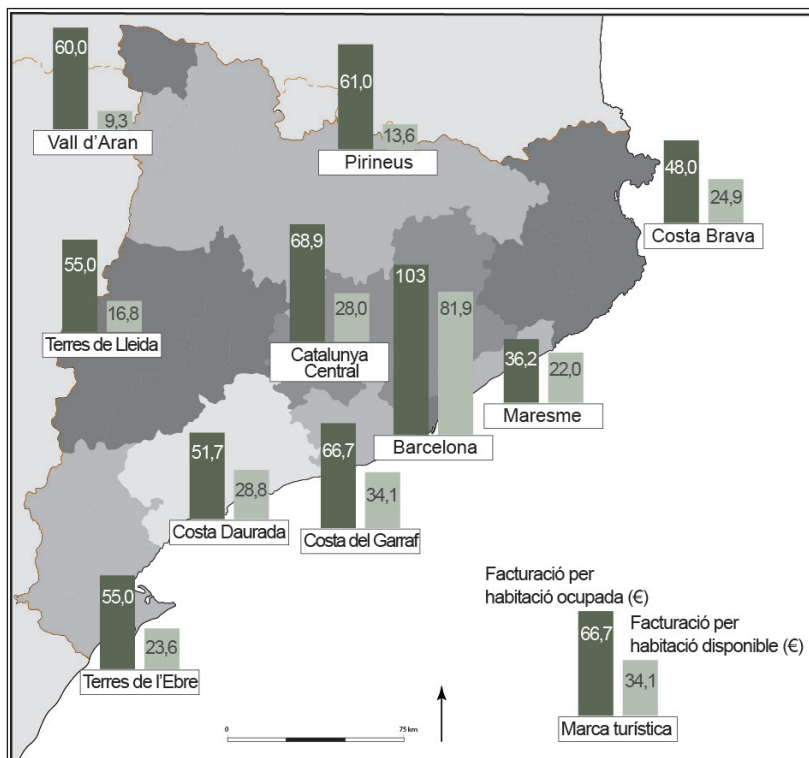 60,0
9,3
Vall d'Aran
61,0
13,6
Pirineus
48,0
24,9
Costa Brava
55,0
16,8
Terres de Lleida
68,9
28,0
Catalunya
Central
103
81,9
Barcelona
36,2
22,0
Maresme
51,7
28,8
Costa Daurada
66,7
34,1
Costa del Garraf
55,0
23,6
Terres de l'Ebre
Facturació per
habitació ocupada (€)
66,7
Facturació per
habitació disponible (€)
34,1
Marca turística
0
75 km